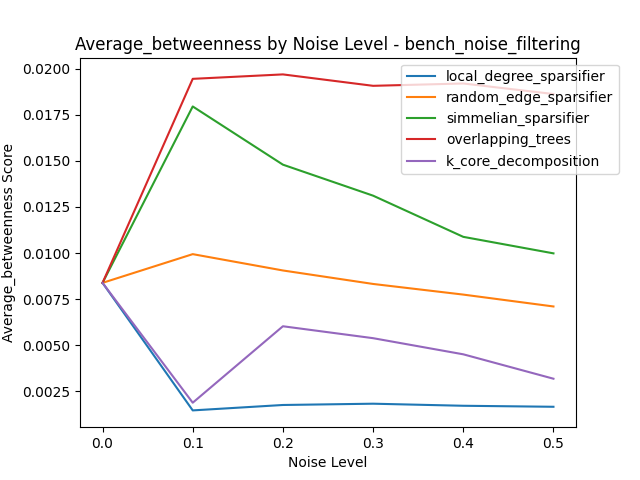 Average_betweenness by Noise Level - bench_noise_filtering
0.0200
0.0175
0.0150
0.0125
0.0100
0.0075
0.0050
0.0025
Average_betweenness Score
local_degree_sparsifier
random_edge_sparsifier
simmelian_sparsifier
overlapping_trees
k_core_decomposition
0.0 0.1 0.2 0.3 0.4 0.5
Noise Level